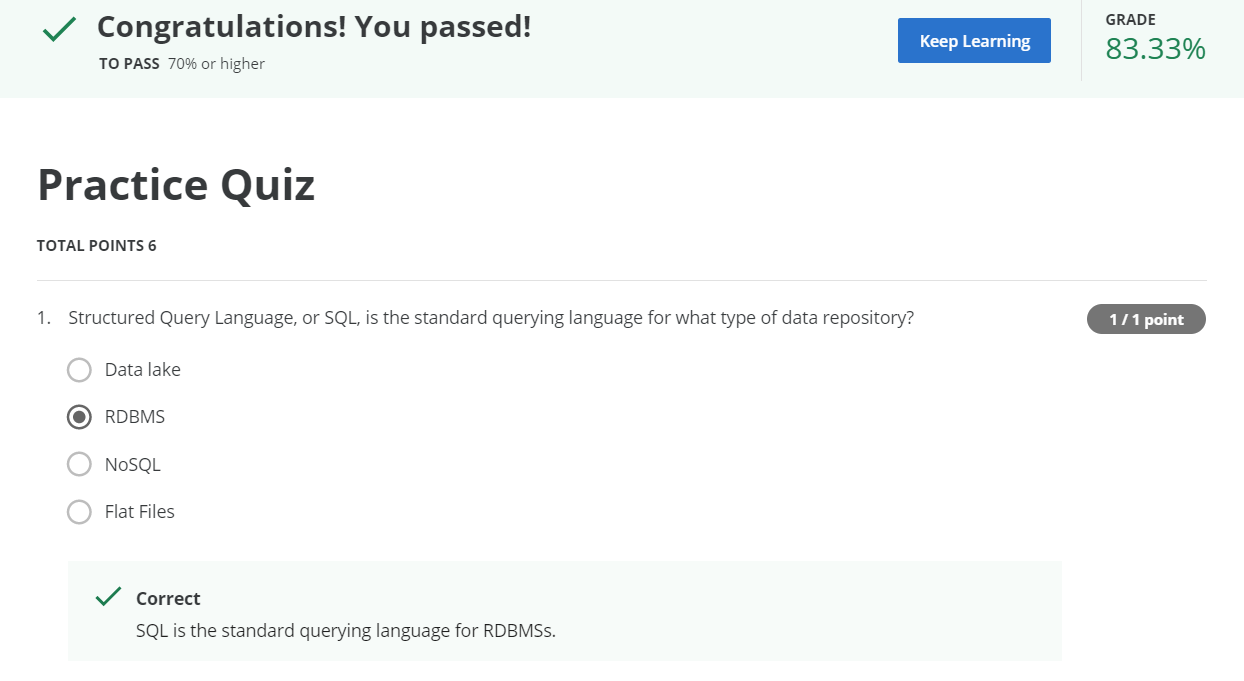 Congratulations! You passed!
TO PASS 70% or higher
Keep Learning
GRADE
83.33%
Practice Quiz
TOTAL POINTS 6
1. Structured Query Language, or SQL, is the standard querying language for what type of data repository?
1 / 1 point
Data lake
RDBMS
NoSQL
Flat Files
Correct
SQL is the standard querying language for RDBMSs.